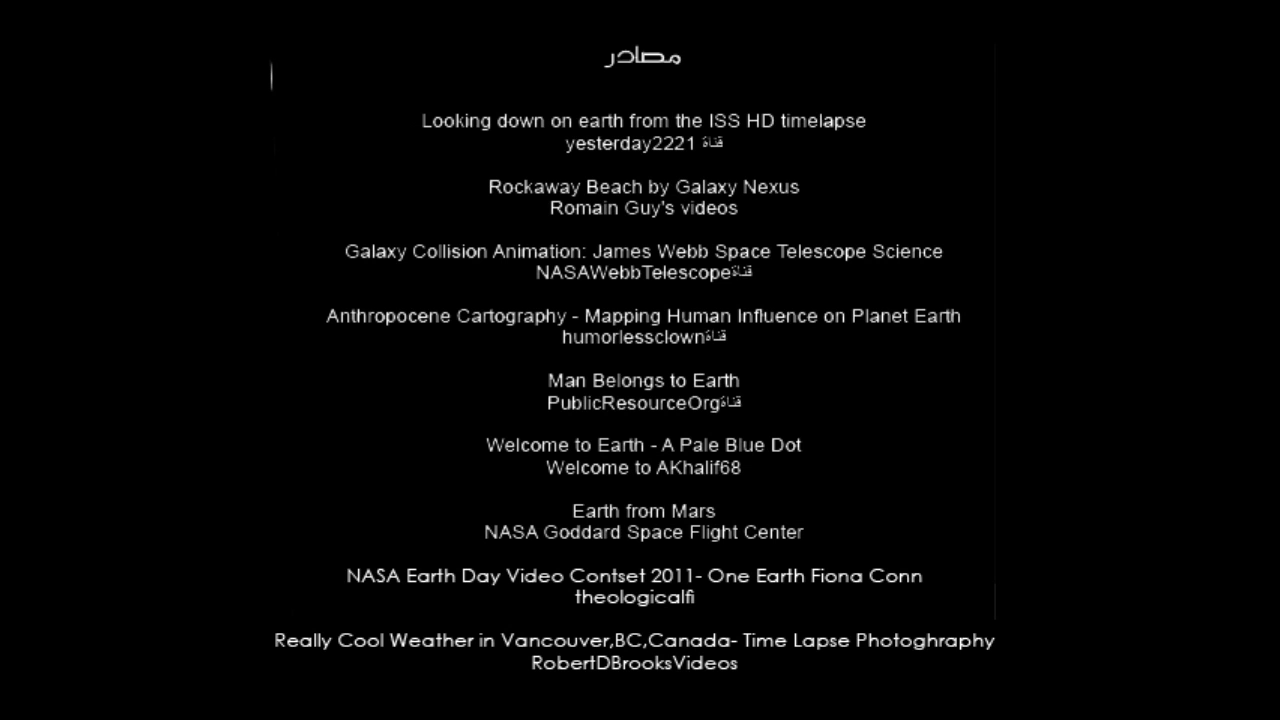 مصادر
Looking down on earth from the ISS HD timelapse
yesterday2221 قناة
Rockaway Beach by Galaxy Nexus
Romain Guy's videos
Galaxy Collision Animation: James Webb Space Telescope Science
NASAWebbTelescopeقناة
Anthropocene Cartography - Mapping Human Influence on Planet Earth
humorlessclownقناة
Man Belongs to Earth
PublicResourceOrgقناة
Welcome to Earth - A Pale Blue Dot
Welcome to AKhalif68
Earth from Mars
NASA Goddard Space Flight Center
NASA Earth Day Video Contset 2011- One Earth Fiona Conn
theologicalfi
Really Cool Weather in Vancouver,BC,Canada- Time Lapse Photoghraphy
RobertDBrooksVideos